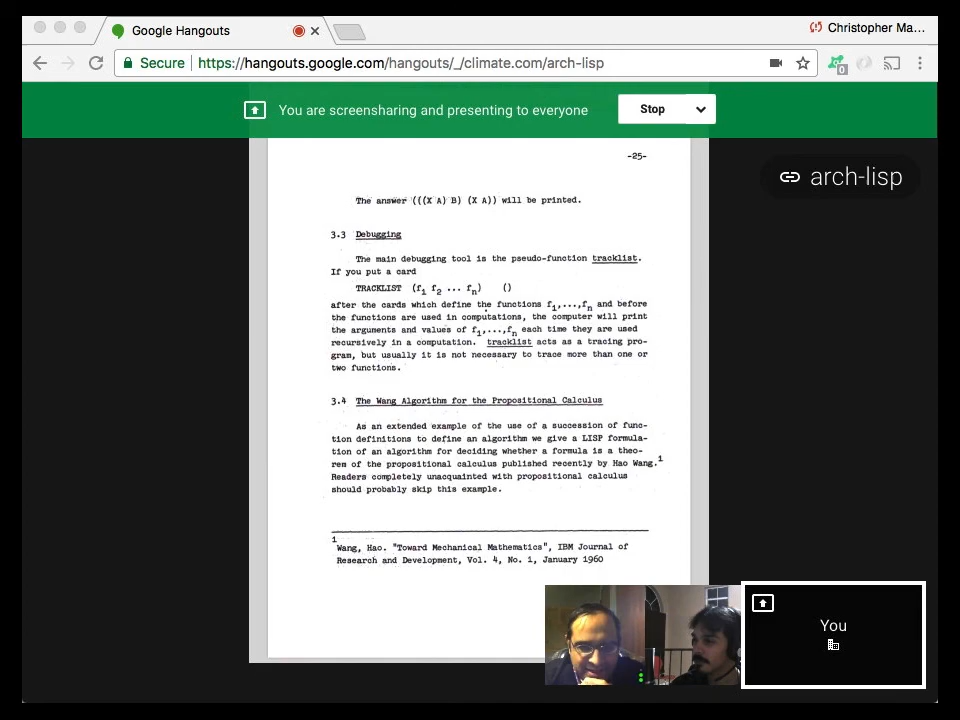 Google Hangouts
Christopher Ma...
Secure
https://hangouts.google.com/hangouts/_/climate.com/arch-lisp
0
You are screensharing and presenting to everyone
Stop
arch-lisp
-25-
The answer (((X A) B) (X A)) will be printed.
3.3 Debugging
The main debugging tool is the pseudo-function tracklist.
If you put a card
TRACKLIST (f1 f2 ... fn) ()
after the cards which define the functions f1,...,fn and before
the functions are used in computations, the computer will print
the arguments and values of f1,...,fn each time they are used
recursively in a computation. tracklist acts as a tracing pro-
gram, but usually it is not necessary to trace more than one or
two functions.
3.4 The Wang Algorithm for the Propositional Calculus
As an extended example of the use of a succession of func-
tion definitions to define an algorithm we give a LISP formula-
tion of an algorithm for deciding whether a formula is a theo-
rem of the propositional calculus published recently by Hao Wang.1
Readers completely unacquainted with propositional calculus
should probably skip this example.
1
Wang, Hao. "Toward Mechanical Mathematics", IBM Journal of
Research and Development, Vol. 4, No. 1, January 1960
You